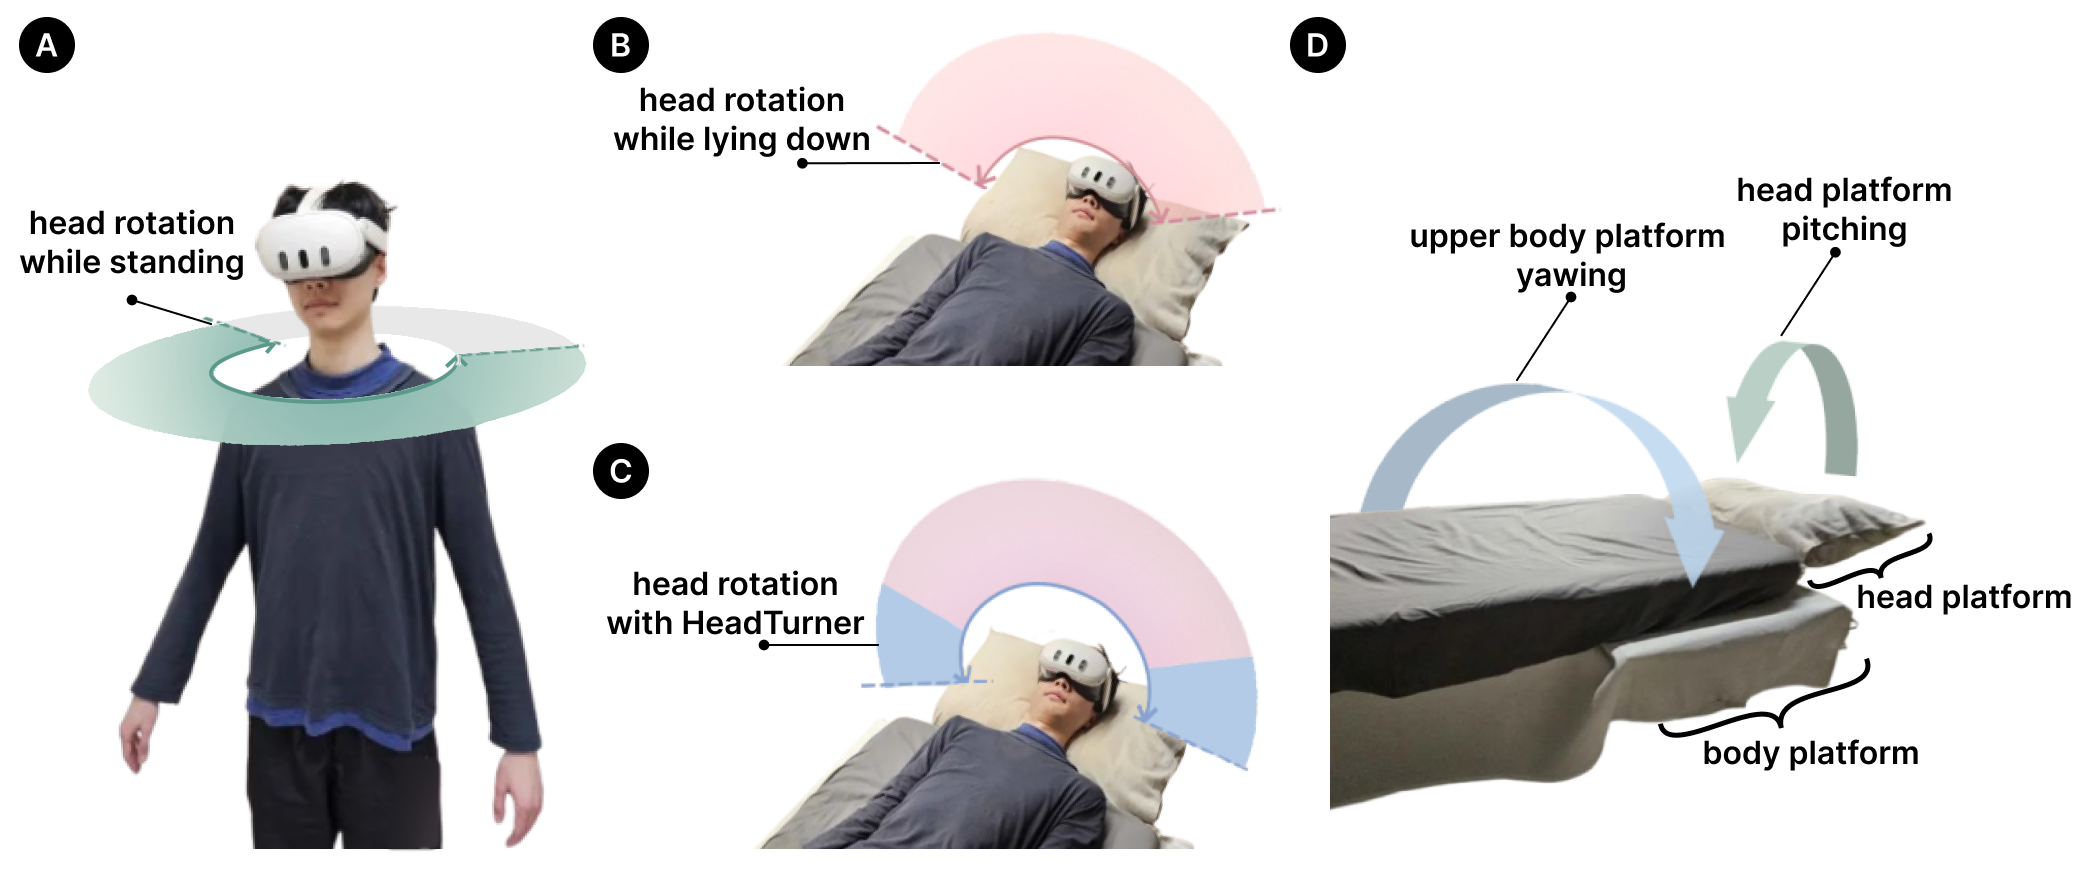 A
head rotation
while standing
B
head rotation
while lying down
C
head rotation
with HeadTurner
D
upper body platform
yawing
head platform
pitching
head platform
body platform